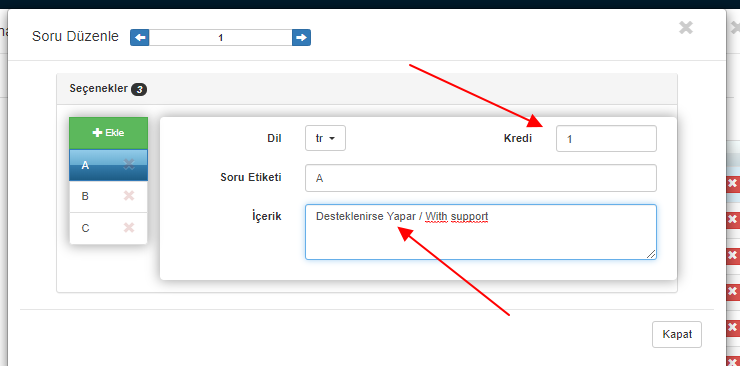 Soru Düzenle 1
Seçenekler 3
Ekle
Dil tr Kredi 1
A
Soru Etiketi A
B
İçerik Desteklenirse Yapar / With support
C
Kapat